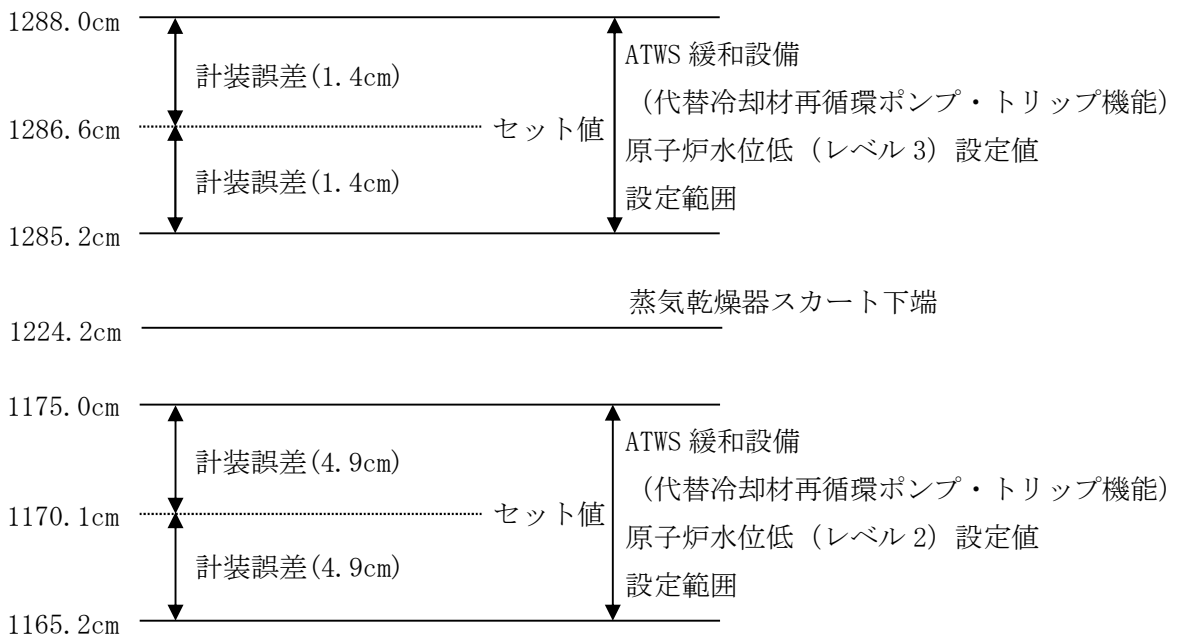 1288.0cm
計装誤差(1.4cm)
ATWS 緩和設備
（代替冷却材再循環ポンプ・トリップ機能）
1286.6cm
セット値
原子炉水位低（レベル 3）設定値
計装誤差(1.4cm)
設定範囲
1285.2cm
蒸気乾燥器スカート下端
1224.2cm
1175.0cm
計装誤差(4.9cm)
ATWS 緩和設備
（代替冷却材再循環ポンプ・トリップ機能）
1170.1cm
セット値
原子炉水位低（レベル 2）設定値
計装誤差(4.9cm)
設定範囲
1165.2cm